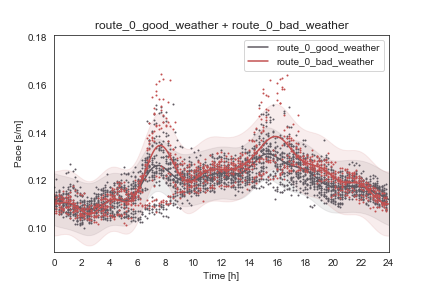 route_0_good_weather + route_0_bad_weather
0.18
0.16
0.14
0.12
0.10
Pace [s/m]
route_0_good_weather
route_0_bad_weather
0 2 4 6 8 10 12 14 16 18 20 22 24
Time [h]